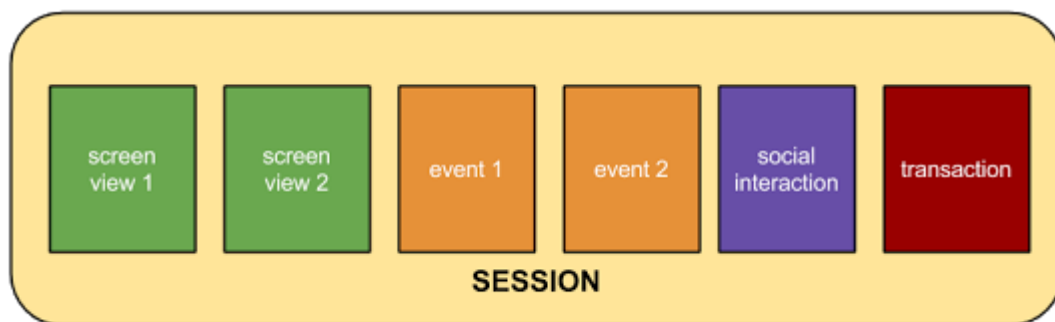 screen
view 1
screen
view 2
event 1
event 2
social
interaction
transaction
SESSION